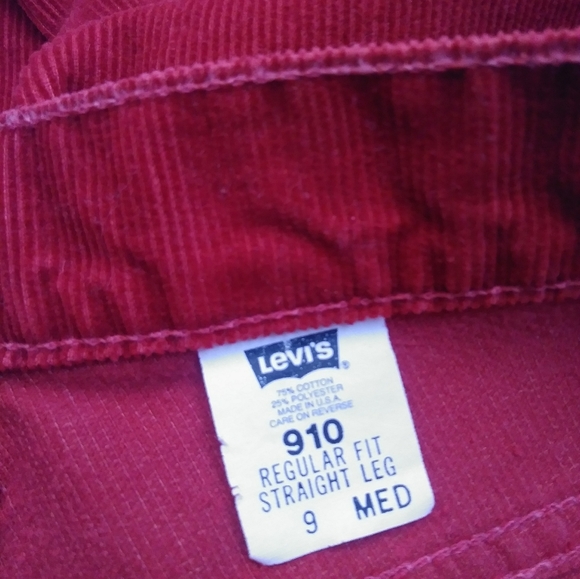 Levi's®
75% COTTON
25% POLYESTER
MADE IN U.S.A.
CARE ON REVERSE
910
REGULAR FIT
STRAIGHT LEG
9 MED